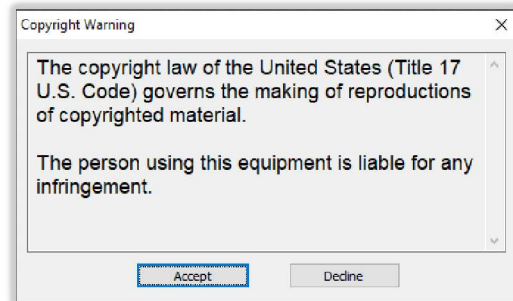 Copyright Warning
The copyright law of the United States (Title 17
U.S. Code) governs the making of reproductions
of copyrighted material.
The person using this equipment is liable for any
infringement.
Accept
Decline